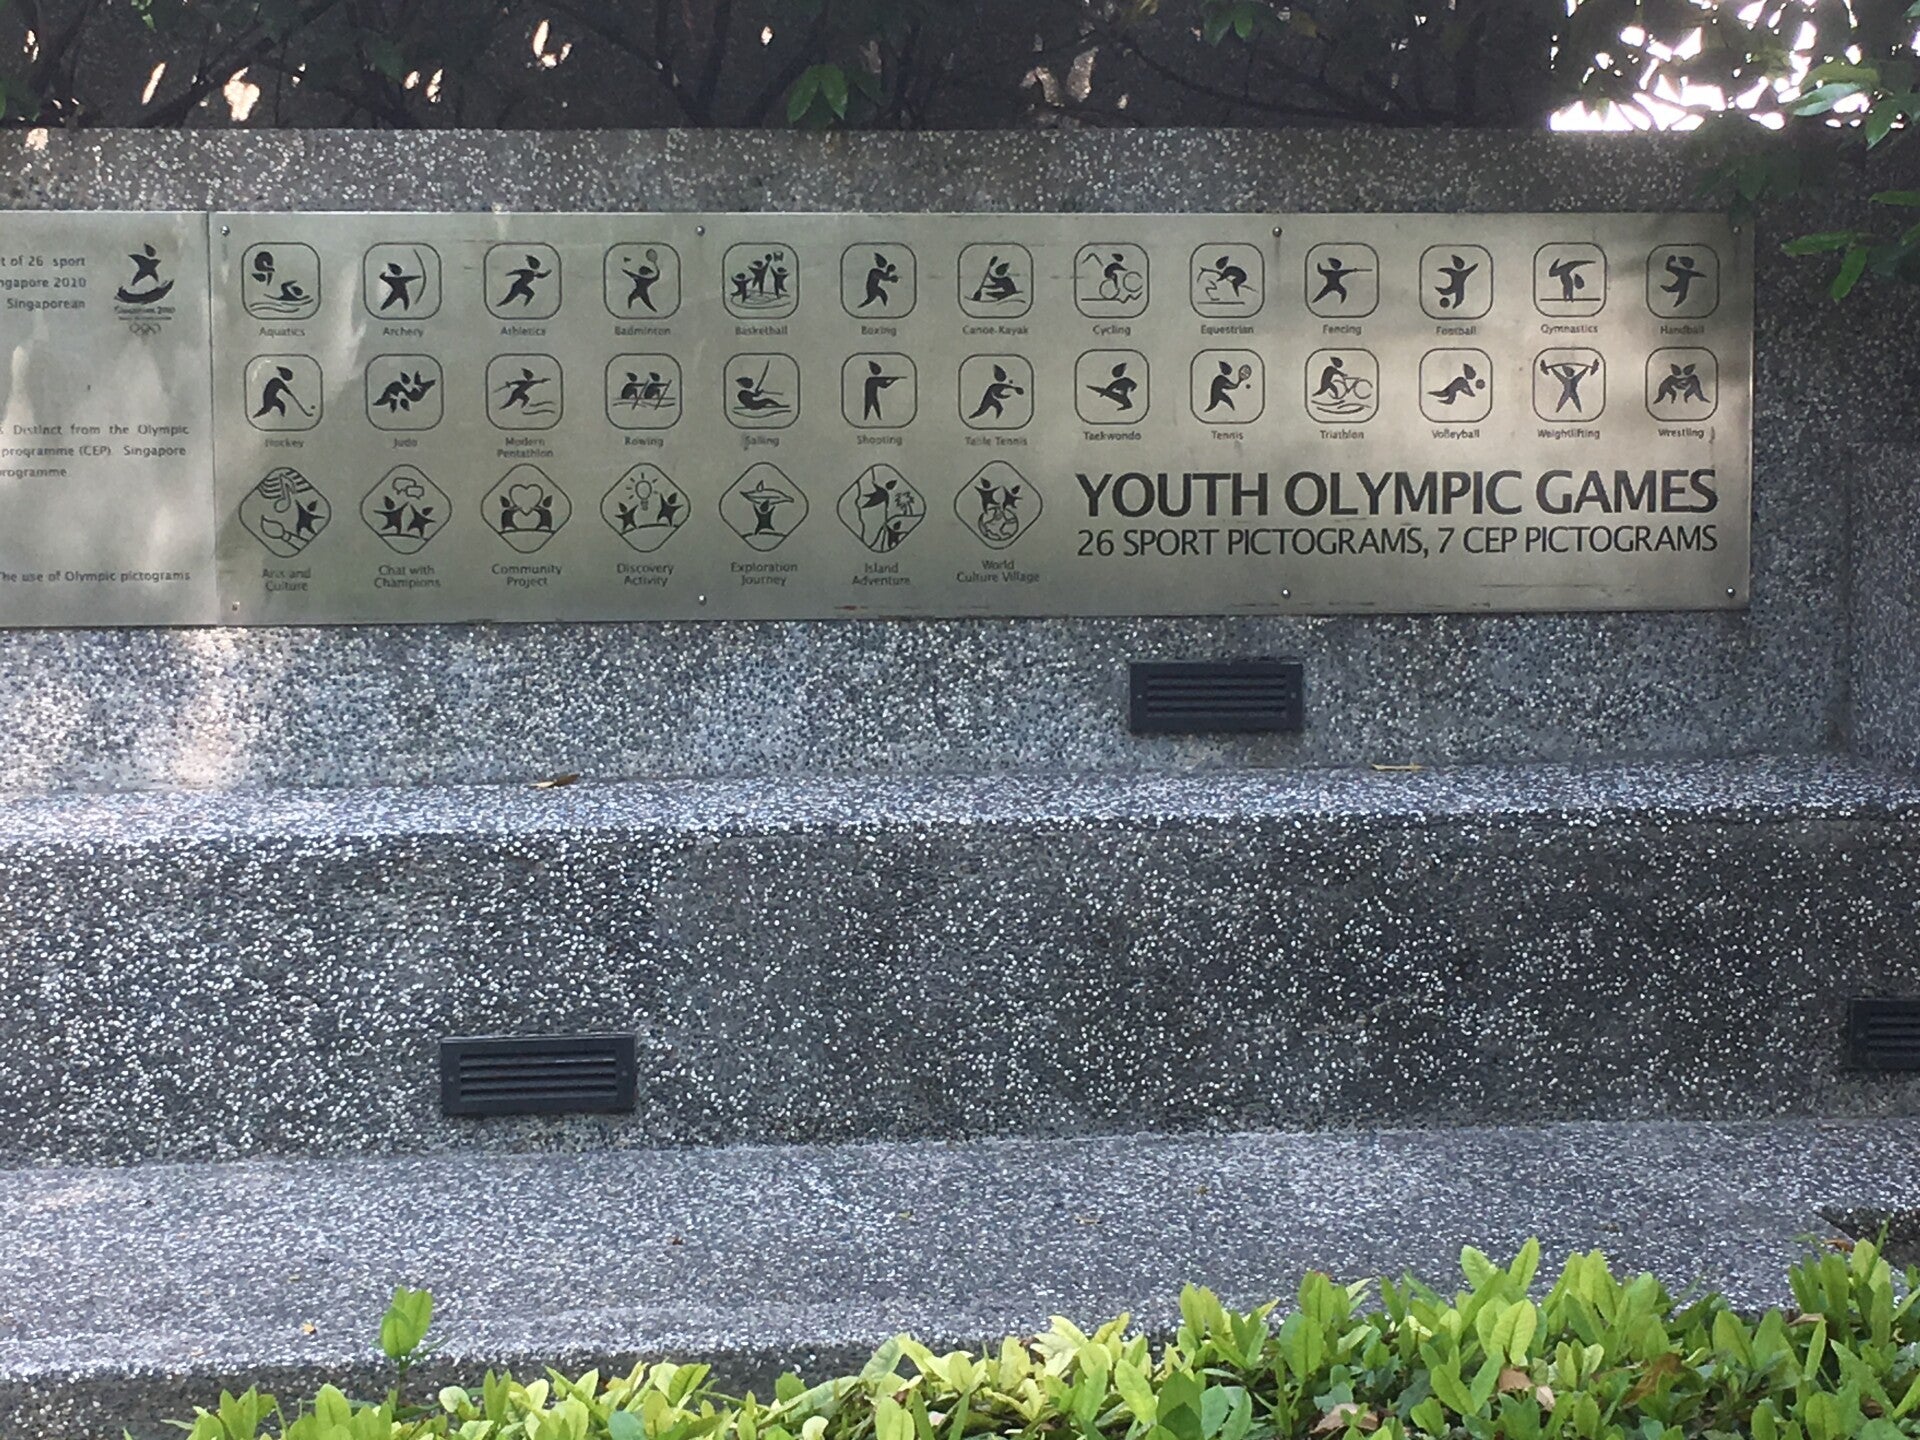 t of 26 sport
ngapore 2010
Singaporean
Singapore 2010
Distinct from the Olympic
programme (CEP). Singapore
programme
The use of Olympic pictograms
Aquatics Archery Athletics Badminton Basketball Boxing Canoe-Kayak Cycling Equestrian Fencing Football Gymnastics Handball
Hockey Judo Modern Pentathlon Rowing Sailing Shooting Table Tennis Taekwondo Tennis Triathlon Volleyball Weightlifting Wrestling
Arts and Culture Chat with Champions Community Project Discovery Activity Exploration Journey Island Adventure World Culture Village
YOUTH OLYMPIC GAMES
26 SPORT PICTOGRAMS, 7 CEP PICTOGRAMS